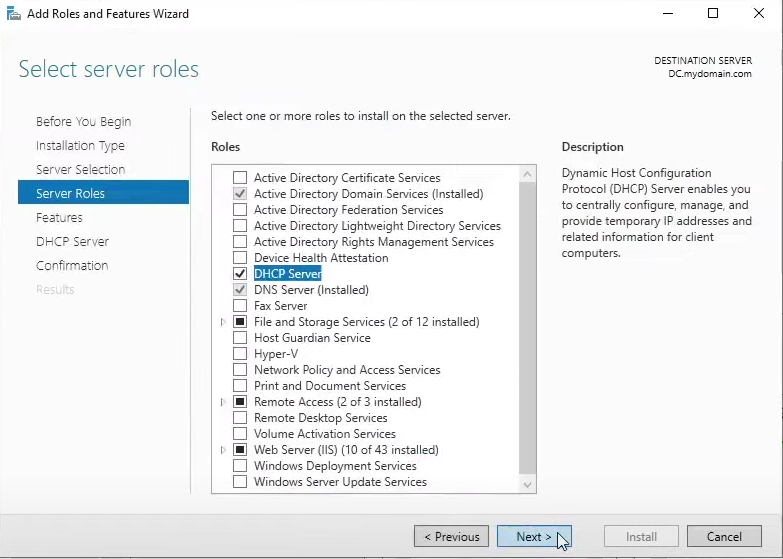 Add Roles and Features Wizard
Select server roles
DESTINATION SERVER
DC.mydomain.com
Before You Begin
Installation Type
Server Selection
Server Roles
Features
DHCP Server
Confirmation
Results
Select one or more roles to install on the selected server.
Roles
Active Directory Certificate Services
Active Directory Domain Services (Installed)
Active Directory Federation Services
Active Directory Lightweight Directory Services
Active Directory Rights Management Services
Device Health Attestation
DHCP Server
DNS Server (Installed)
Fax Server
File and Storage Services (2 of 12 installed)
Host Guardian Service
Hyper-V
Network Policy and Access Services
Print and Document Services
Remote Access (2 of 3 installed)
Remote Desktop Services
Volume Activation Services
Web Server (IIS) (10 of 43 installed)
Windows Deployment Services
Windows Server Update Services
Description
Dynamic Host Configuration
Protocol (DHCP) Server enables you
to centrally configure, manage, and
provide temporary IP addresses and
related information for client
computers.
< Previous
Next >
Install
Cancel